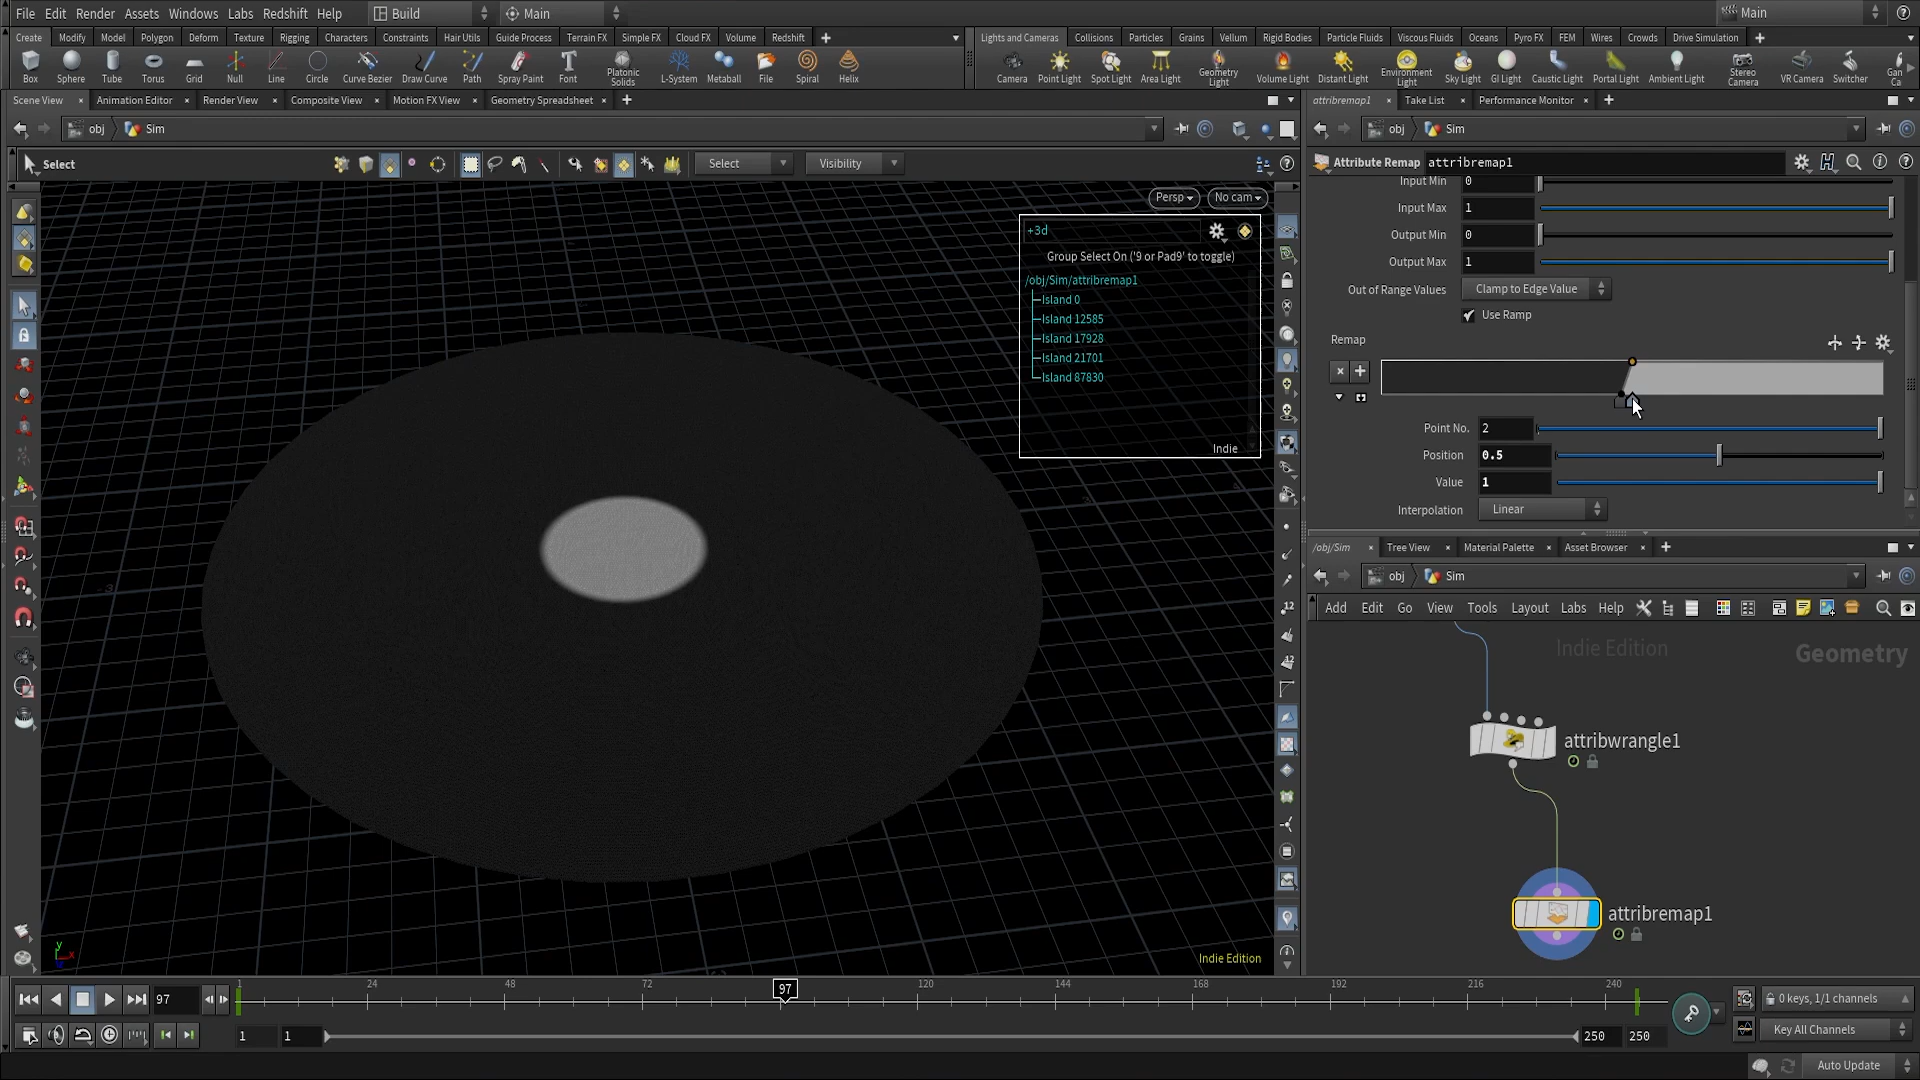 File Edit Render Assets Windows Labs Redshift Help Build Main Main
Create Modify Model Polygon Deform Texture Rigging Characters Constraints Hair Utils Guide Process Terrain FX Simple FX Cloud FX Volume Redshift
Lights and Cameras Collisions Particles Grains Vellum Rigid Bodies Particle Fluids Viscous Fluids Oceans Pyro FX FEM Wires Crowds Drive Simulation
Box Sphere Tube Torus Grid Null Line Circle Curve Bezier Draw Curve Path Spray Paint Font Platonic Solids L-System Metaball File Spiral Helix
Camera Point Light Spot Light Area Light Geometry Light Volume Light Distant Light Environment Light Sky Light GI Light Caustic Light Portal Light Ambient Light Stereo Camera VR Camera Switcher Gan Ca
Scene View Animation Editor Render View Composite View Motion FX View Geometry Spreadsheet
attribremap1 Take List Performance Monitor
obj Sim
obj Sim
Select Select Visibility
Attribute Remap attribremap1
Persp No cam
+3d
Group Select On ('9 or Pad9' to toggle)
/obj/Sim/attribremap1
Island 0
Island 12585
Island 17928
Island 21701
Island 87830
Indie
Input Min 0
Input Max 1
Output Min 0
Output Max 1
Out of Range Values Clamp to Edge Value
Use Ramp
Remap
Point No. 2
Position 0.5
Value 1
Interpolation Linear
/obj/Sim Tree View Material Palette Asset Browser
obj Sim
Add Edit Go View Tools Layout Labs Help
Indie Edition Geometry
attribwrangle1
attribremap1
y x
Indie Edition
12
12
97
1 24 48 72 97 120 144 168 192 216 240
0 keys, 1/1 channels
1 1 250 250
Key All Channels
Auto Update